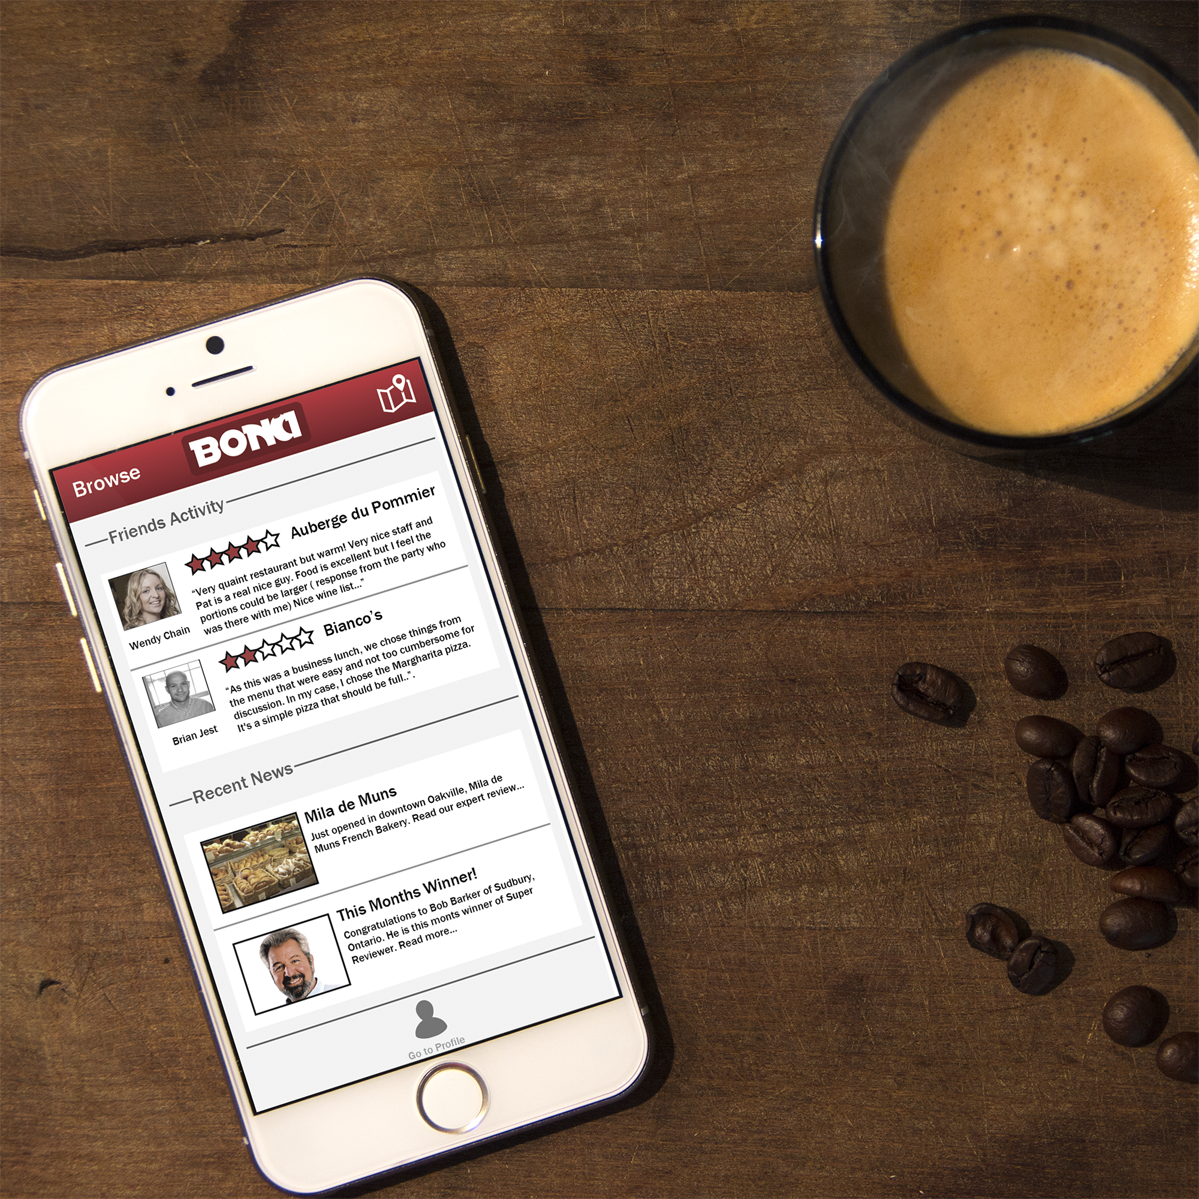 Browse
BONKI
Friends Activity
Auberge du Pommier
"Very quaint restaurant but warm! Very nice staff and
Pat is a real nice guy. Food is excellent but I feel the
portions could be larger ( response from the party who
was there with me) Nice wine list..."
Wendy Chain
Bianco's
"As this was a business lunch, we chose things from
the menu that were easy and not too cumbersome for
discussion. In my case, I chose the Margharita pizza.
It's a simple pizza that should be full..".
Brian Jest
Recent News
Mila de Muns
Just opened in downtown Oakville, Mila de
Muns French Bakery. Read our expert review...
This Months Winner!
Congratulations to Bob Barker of Sudbury,
Ontario. He is this monts winner of Super
Reviewer. Read more...
Go to Profile